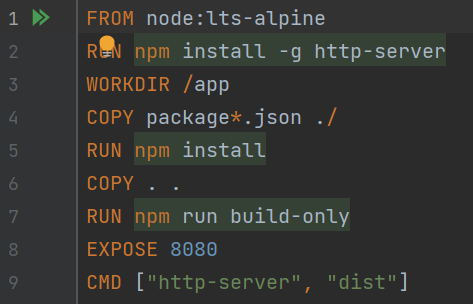 1 FROM node:lts-alpine
2 RUN npm install -g http-server
3 WORKDIR /app
4 COPY package*.json ./
5 RUN npm install
6 COPY . .
7 RUN npm run build-only
8 EXPOSE 8080
9 CMD ["http-server", "dist"]